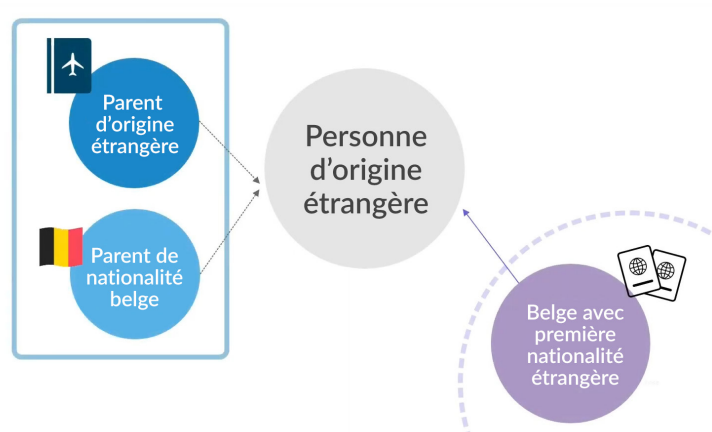 Parent
d'origine
étrangère
Personne
d'origine
étrangère
Parent de
nationalité
belge
Belge avec
première
nationalité
étrangère